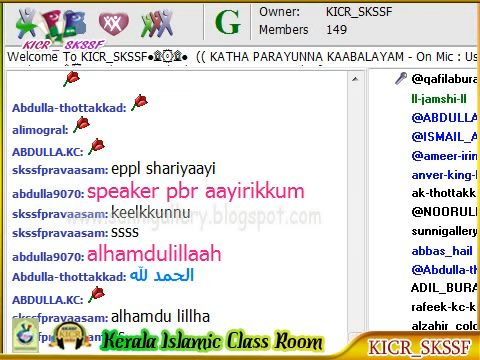 KICR_SKSSF
G
Owner: KICR_SKSSF
Members 149
Welcome To KICR_SKSSF (( KATHA PARAYUNNA KAABALAYAM - On Mic : Us
Abdulla-thottakkad:
alimogral:
ABDULLA.KC:
skssfpravaasam: eppl shariyaayi
abdulla9070: speaker pbr aayirikkum
skssfpravaasam: keelkkunnu
skssfpravaasam: ssss
abdulla9070: alhamdulillaah
Abdulla-thottakkad: الحمد لله
ABDULLA.KC:
skssfpravaasam: alhamdu lillha
@qafilabura
ll-jamshi-ll
@ABDULLA
@ISMAIL_A
@ameer-irin
anver-king-l
ak-thottakkad
@NOORULI
sunnigallery
abbas_hail
@Abdulla-th
ADIL_BURA
rafeek-kc-k
alzahir_colo
Kerala Islamic Class Room
KICR_SKSSF